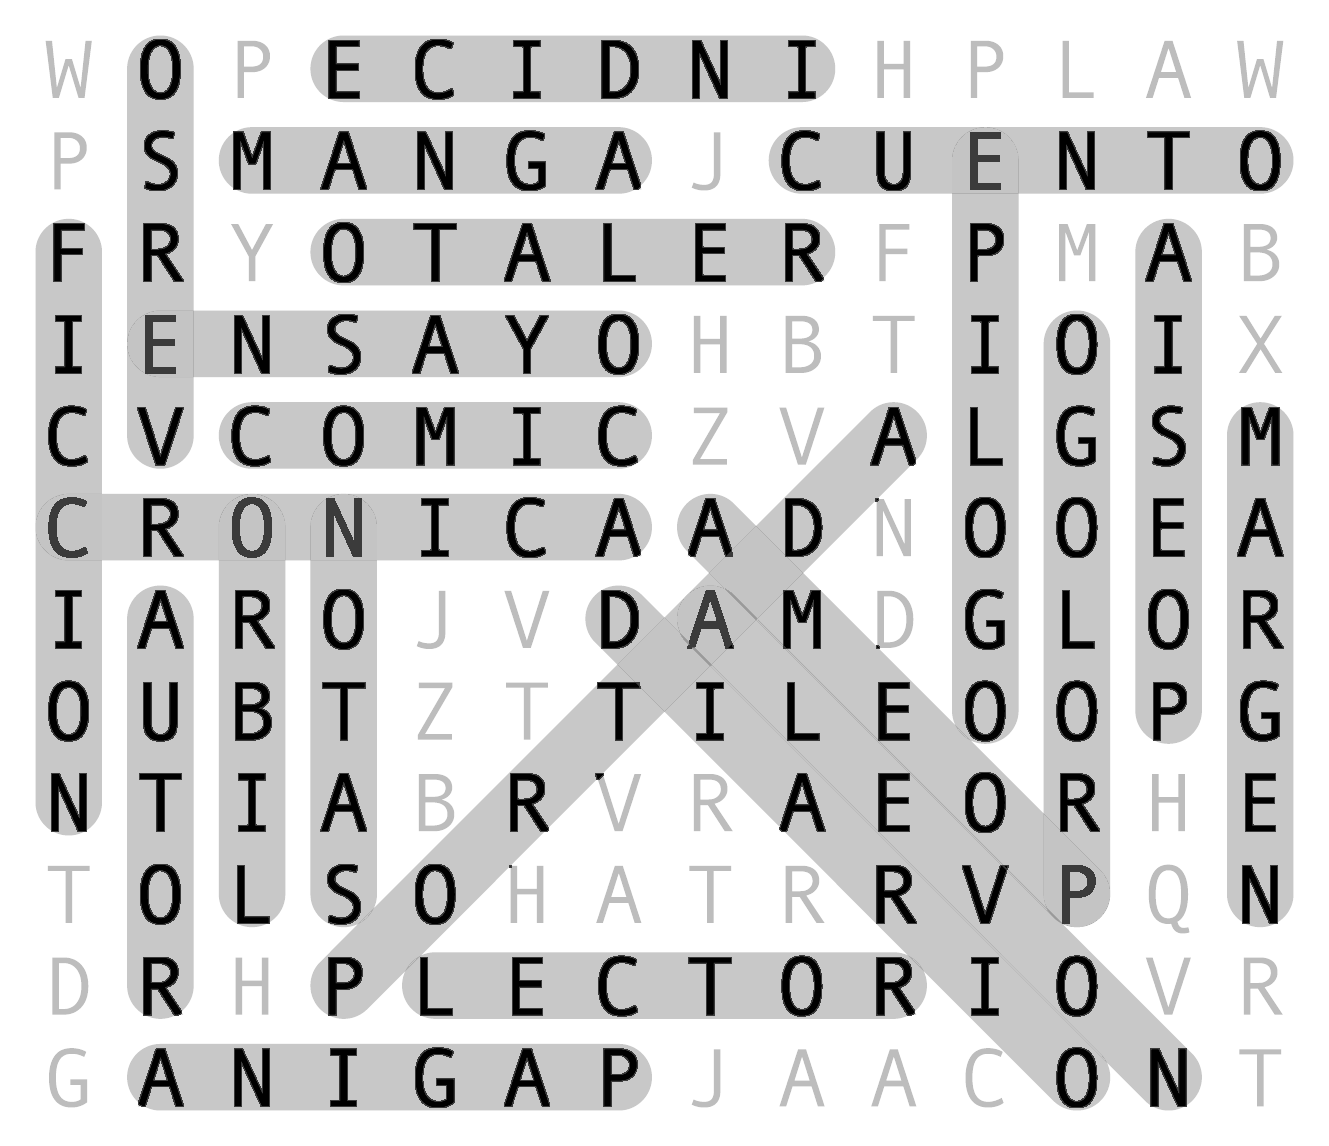 W O P E C I D N I H P L A W
P S M A N G A J C U E N T O
F R Y O T A L E R F P M A B
I E N S A Y O H B T I O I X
C V C O M I C Z V A L G S M
C R O N I C A A D N O O E A
I A R O J V D A M D G L O R
O U B T Z T T I L E O O P G
N T I A B R V R A E O R H E
T O L S O H A T R R V P Q N
D R H P L E C T O R I O V R
G A N I G A P J A A C O N T